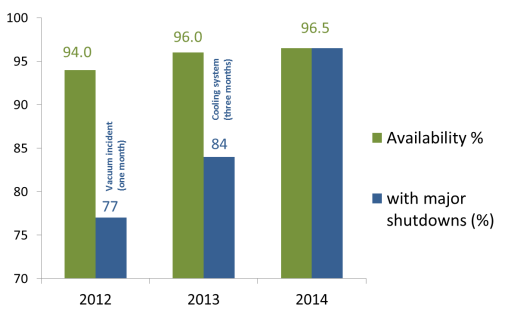 100
95
90
85
80
75
70
94.0
96.0
96.5
Vacuum incident
(one month)
77
Cooling system
(three months)
84
2012
2013
2014
Availability %
with major
shutdowns (%)